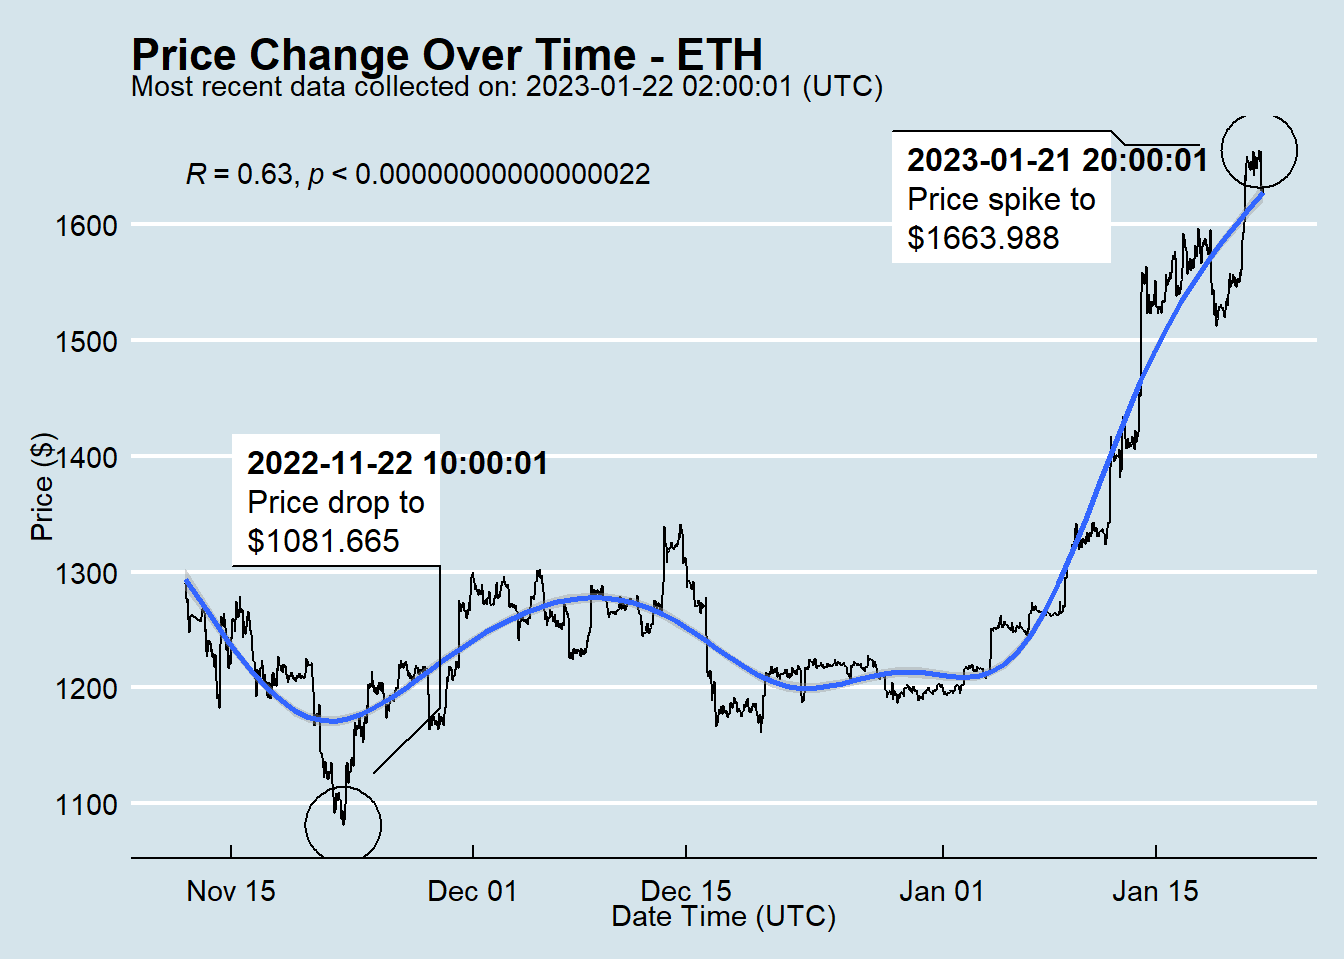 Price Change Over Time - ETH
Most recent data collected on: 2023-01-22 02:00:01 (UTC)
R = 0.63, p < 0.00000000000000022
2023-01-21 20:00:01
Price spike to
$1663.988
2022-11-22 10:00:01
Price drop to
$1081.665
Price ($)
1600
1500
1400
1300
1200
1100
Nov 15
Dec 01
Dec 15
Jan 01
Jan 15
Date Time (UTC)